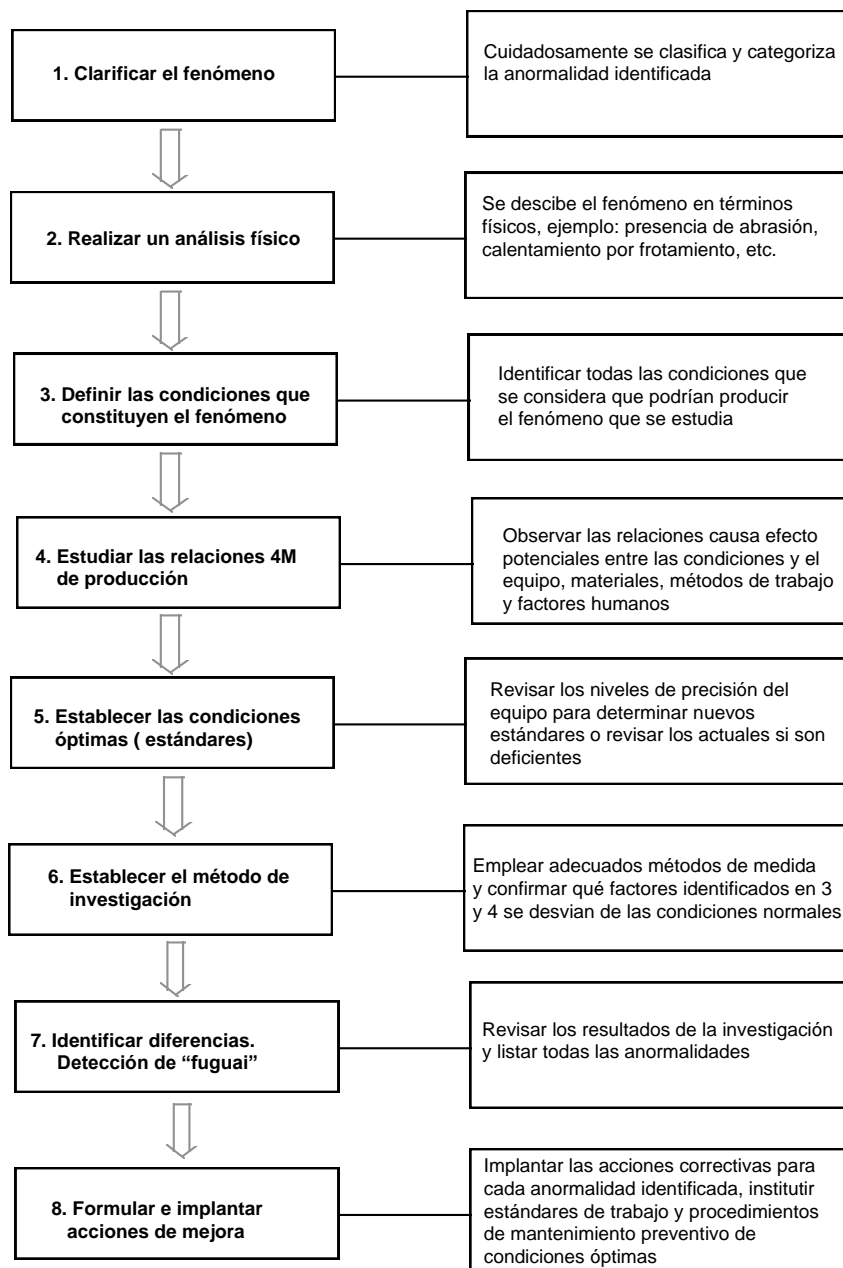 1. Clarificar el fenómeno
Cuidadosamente se clasifica y categoriza
la anormalidad identificada
2. Realizar un análisis físico
Se descibe el fenómeno en términos
físicos, ejemplo: presencia de abrasión,
calentamiento por frotamiento, etc.
3. Definir las condiciones que
constituyen el fenómeno
Identificar todas las condiciones que
se considera que podrían producir
el fenómeno que se estudia
4. Estudiar las relaciones 4M
de producción
Observar las relaciones causa efecto
potenciales entre las condiciones y el
equipo, materiales, métodos de trabajo
y factores humanos
5. Establecer las condiciones
óptimas ( estándares)
Revisar los niveles de precisión del
equipo para determinar nuevos
estándares o revisar los actuales si son
deficientes
6. Establecer el método de
investigación
Emplear adecuados métodos de medida
y confirmar qué factores identificados en 3
y 4 se desvian de las condiciones normales
7. Identificar diferencias.
Detección de “fuguai”
Revisar los resultados de la investigación
y listar todas las anormalidades
8. Formular e implantar
acciones de mejora
Implantar las acciones correctivas para
cada anormalidad identificada, institutir
estándares de trabajo y procedimientos
de mantenimiento preventivo de
condiciones óptimas